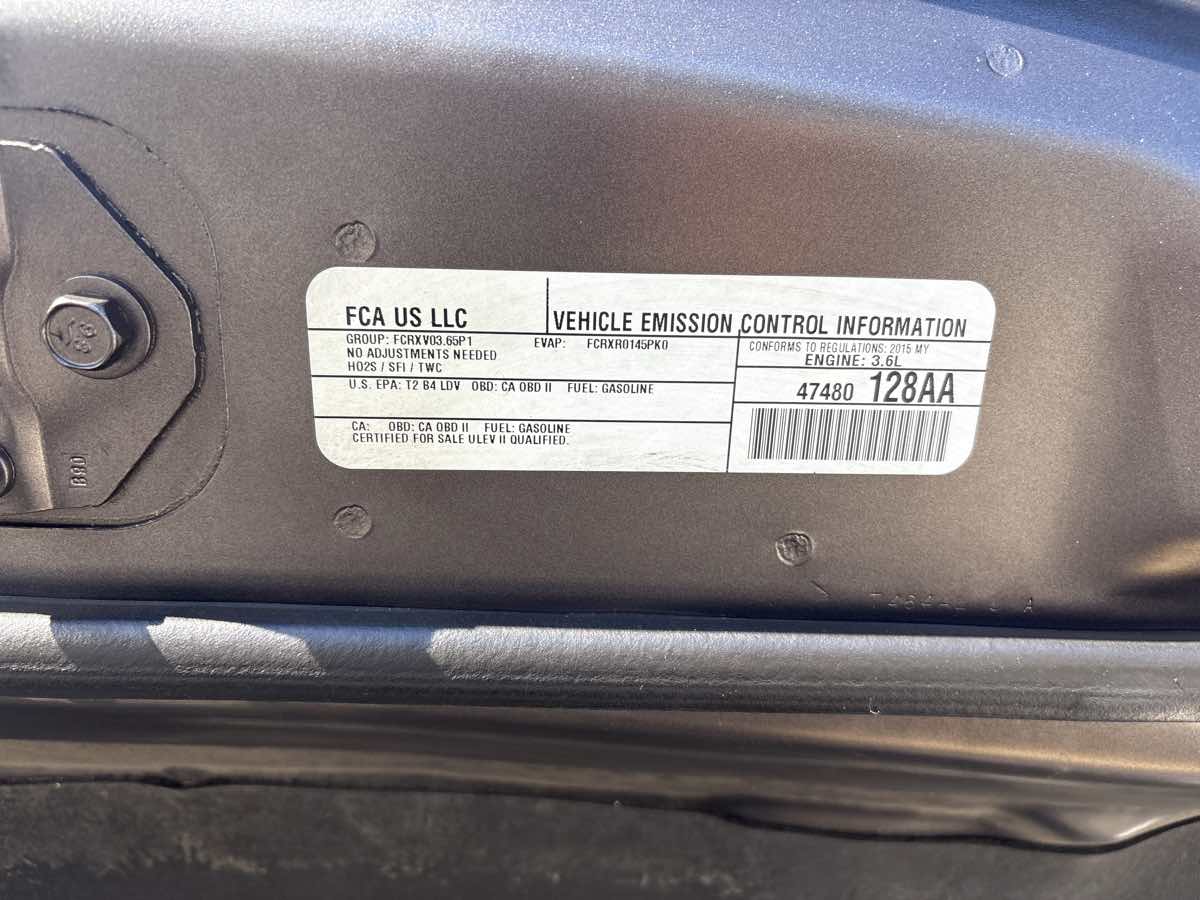 FCA US LLC
VEHICLE EMISSION CONTROL INFORMATION
GROUP: FCRXV03.65P1 EVAP: FCRXR0145PK0
NO ADJUSTMENTS NEEDED
HO2S / SFI / TWC
U.S. EPA: T2 B4 LDV OBD: CA OBD II FUEL: GASOLINE
CA: OBD: CA OBD II FUEL: GASOLINE
CERTIFIED FOR SALE ULEV II QUALIFIED.
CONFORMS TO REGULATIONS: 2015 MY
ENGINE: 3.6L
47480 128AA